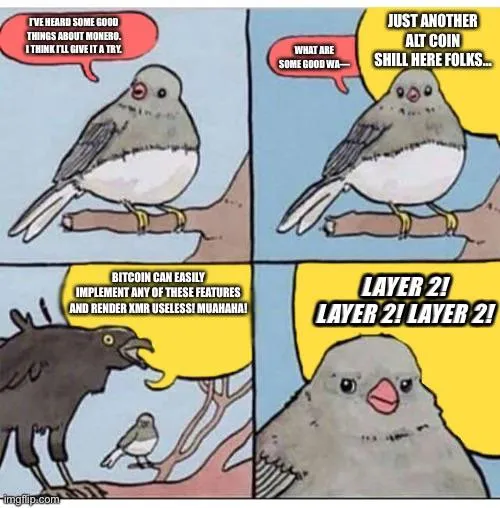 I'VE HEARD SOME GOOD
THINGS ABOUT MONERO.
I THINK I'LL GIVE IT A TRY.
WHAT ARE
SOME GOOD WA—
JUST ANOTHER
ALT COIN
SHILL HERE FOLKS...
BITCOIN CAN EASILY
IMPLEMENT ANY OF THESE FEATURES
AND RENDER XMR USELESS! MUAHAHA!
LAYER 2!
LAYER 2! LAYER 2!
imgflip.com